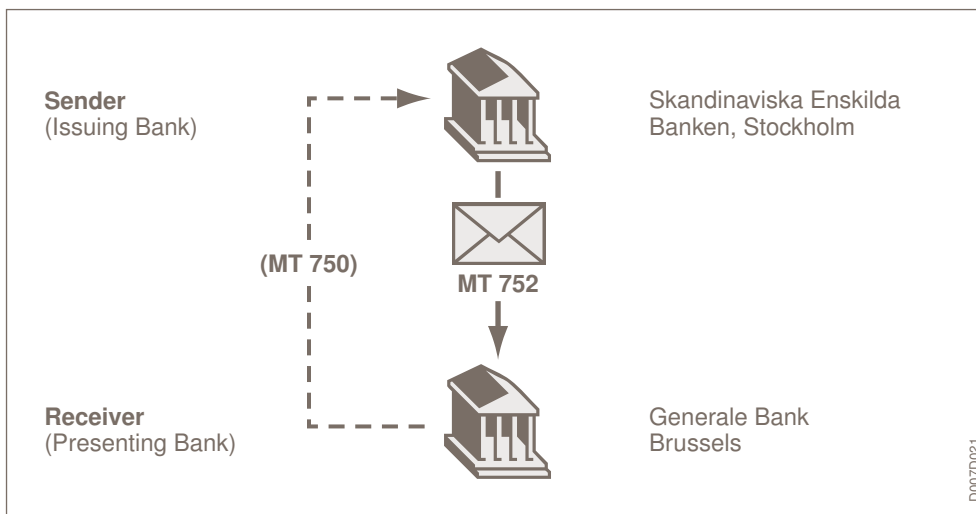 Sender
(Issuing Bank)
Skandinaviska Enskilda
Banken, Stockholm
(MT 750)
MT 752
Receiver
(Presenting Bank)
Generale Bank
Brussels
D007D021